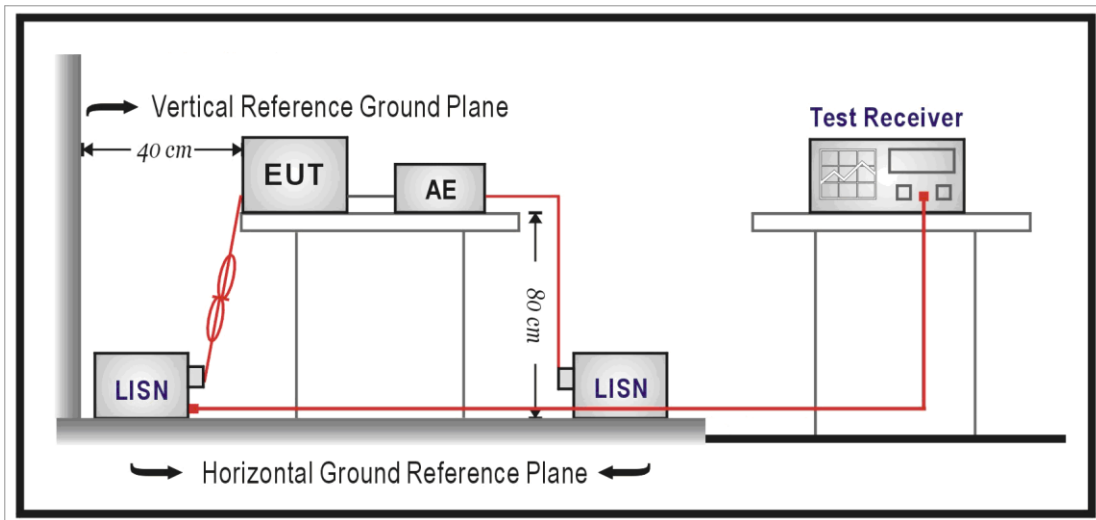 Vertical Reference Ground Plane
40 cm
EUT
AE
Test Receiver
80 cm
LISN
LISN
Horizontal Ground Reference Plane